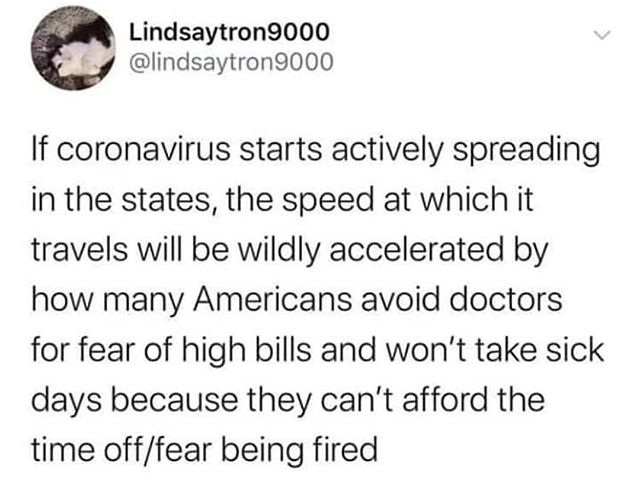 Lindsaytron9000
@lindsaytron9000
If coronavirus starts actively spreading
in the states, the speed at which it
travels will be wildly accelerated by
how many Americans avoid doctors
for fear of high bills and won't take sick
days because they can't afford the
time off/fear being fired